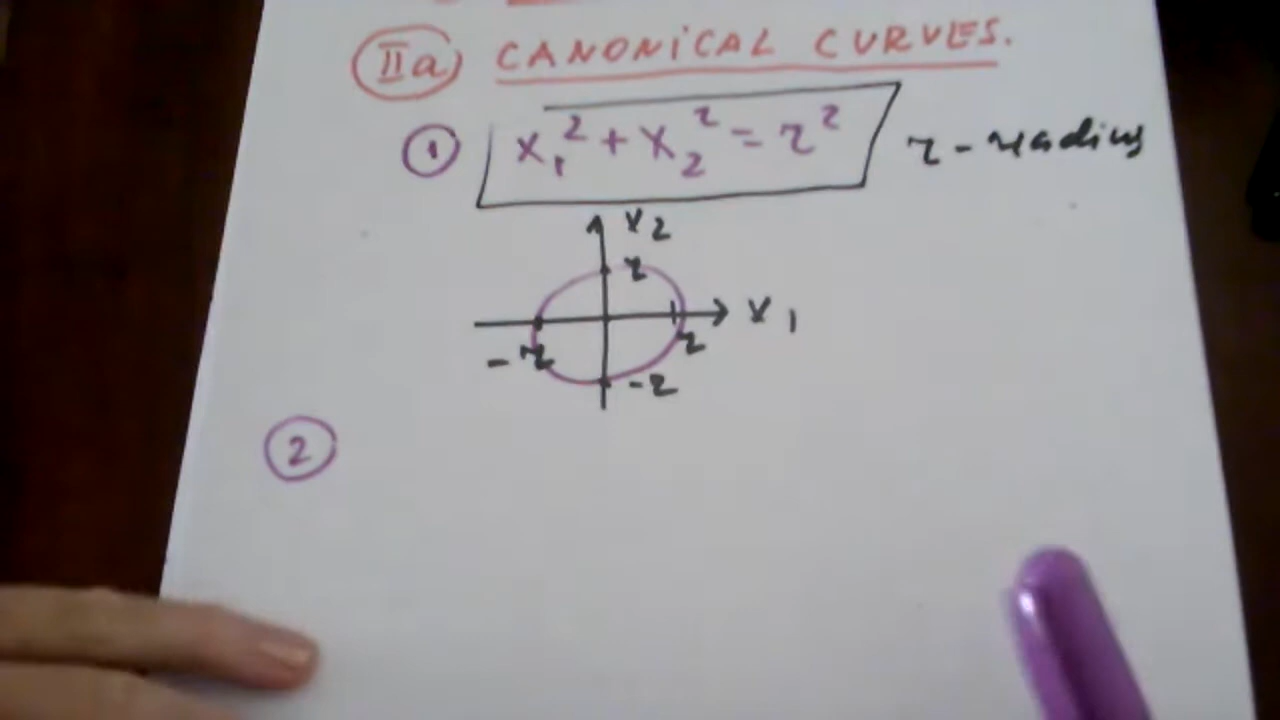 IIa CANONICAL CURVES.
1 x₁² + x₂² = r² r - radius
x₂
r
x₁
-r r
-r
2